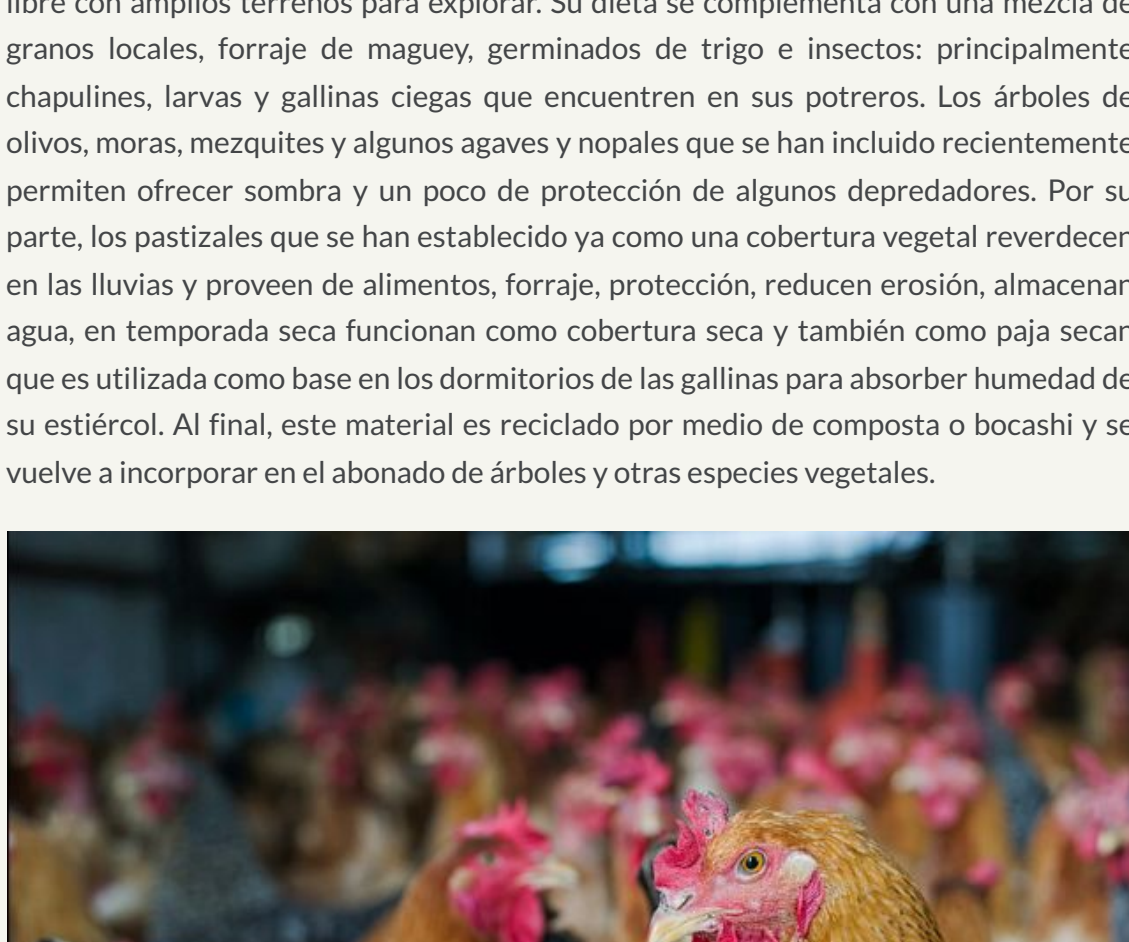 libre con amplios terrenos para explorar. Su dieta se complementa con una mezcla de
granos locales, forraje de maguey, germinados de trigo e insectos: principalmente
chapulines, larvas y gallinas ciegas que encuentren en sus potreros. Los árboles de
olivos, moras, mezquites y algunos agaves y nopales que se han incluido recientemente
permiten ofrecer sombra y un poco de protección de algunos depredadores. Por su
parte, los pastizales que se han establecido ya como una cobertura vegetal reverdecen
en las lluvias y proveen de alimentos, forraje, protección, reducen erosión, almacenan
agua, en temporada seca funcionan como cobertura seca y también como paja secan
que es utilizada como base en los dormitorios de las gallinas para absorber humedad de
su estiércol. Al final, este material es reciclado por medio de composta o bocashi y se
vuelve a incorporar en el abonado de árboles y otras especies vegetales.